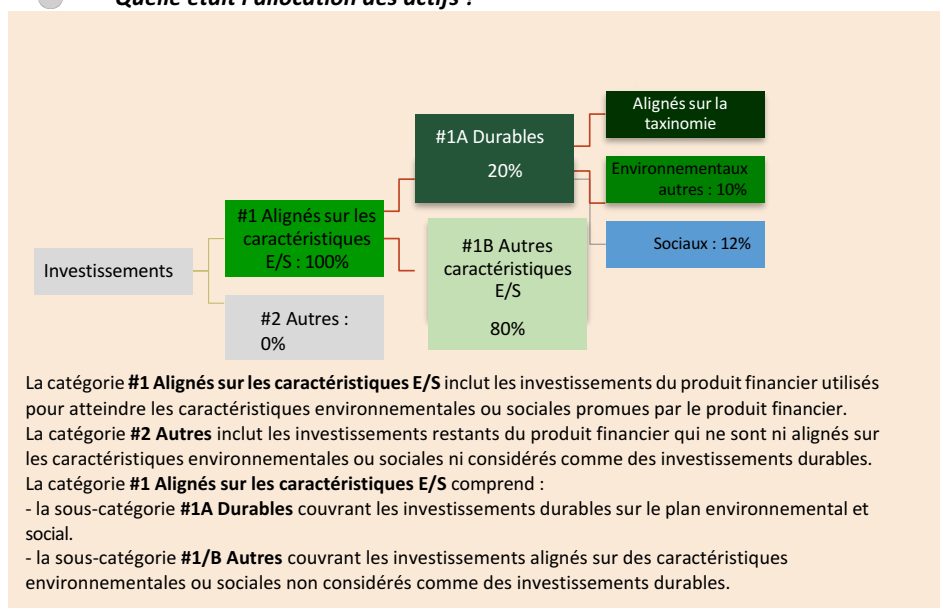 Quelle était l'allocation des actifs ?
Alignés sur la
taxinomie
#1A Durables
20%
Environnementaux
autres : 10%
#1 Alignés sur les
caractéristiques
E/S : 100%
Sociaux : 12%
#1B Autres
caractéristiques
E/S
80%
Investissements
#2 Autres :
0%
La catégorie #1 Alignés sur les caractéristiques E/S inclut les investissements du produit financier utilisés
pour atteindre les caractéristiques environnementales ou sociales promues par le produit financier.
La catégorie #2 Autres inclut les investissements restants du produit financier qui ne sont ni alignés sur
les caractéristiques environnementales ou sociales ni considérés comme des investissements durables.
La catégorie #1 Alignés sur les caractéristiques E/S comprend :
- la sous-catégorie #1A Durables couvrant les investissements durables sur le plan environnemental et
social.
- la sous-catégorie #1/B Autres couvrant les investissements alignés sur des caractéristiques
environnementales ou sociales non considérés comme des investissements durables.